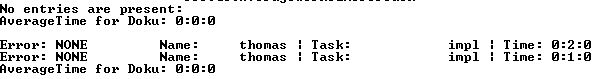 No entries are present:
AverageTime for Doku: 0:0:0
Error: NONE Name: thomas ¦ Task: impl ¦ Time: 0:2:0
Error: NONE Name: thomas ¦ Task: impl ¦ Time: 0:1:0
AverageTime for Doku: 0:0:0